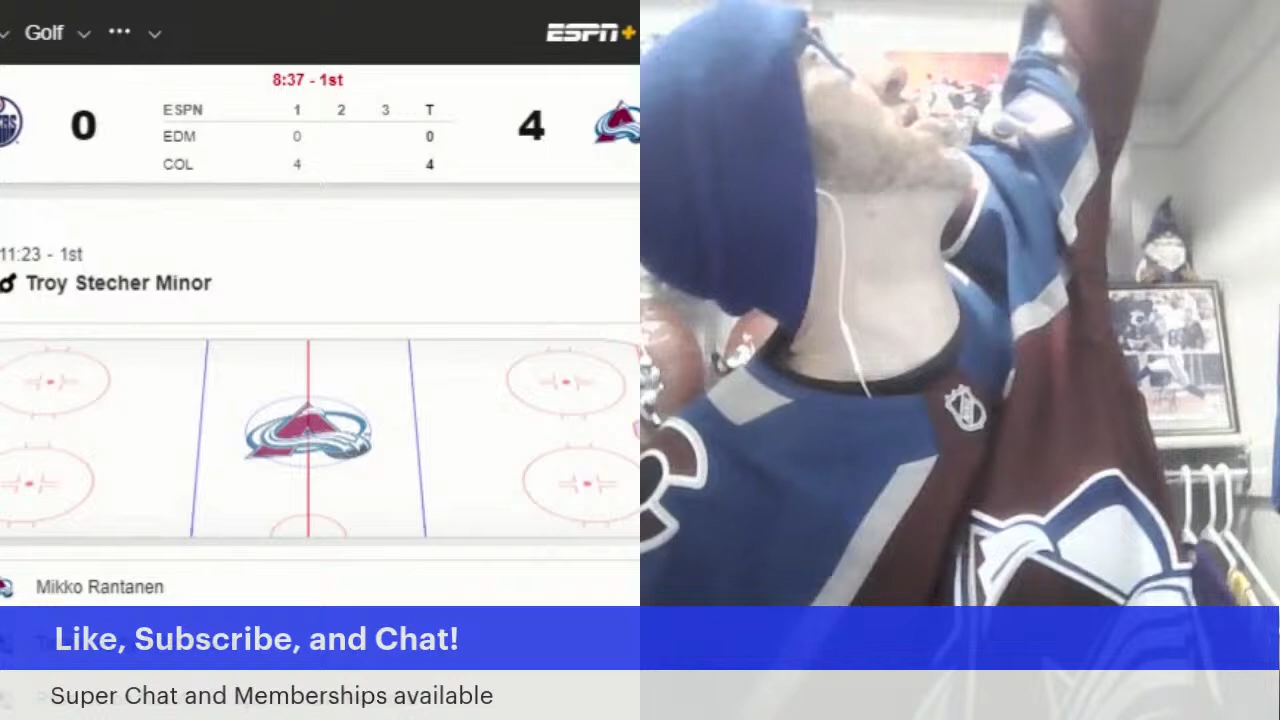 Golf ...
ESPN+
8:37 - 1st
0
ESPN 1 2 3 T
EDM 0 0
COL 4 4
4
11:23 - 1st
Troy Stecher Minor
Mikko Rantanen
Like, Subscribe, and Chat!
Super Chat and Memberships available